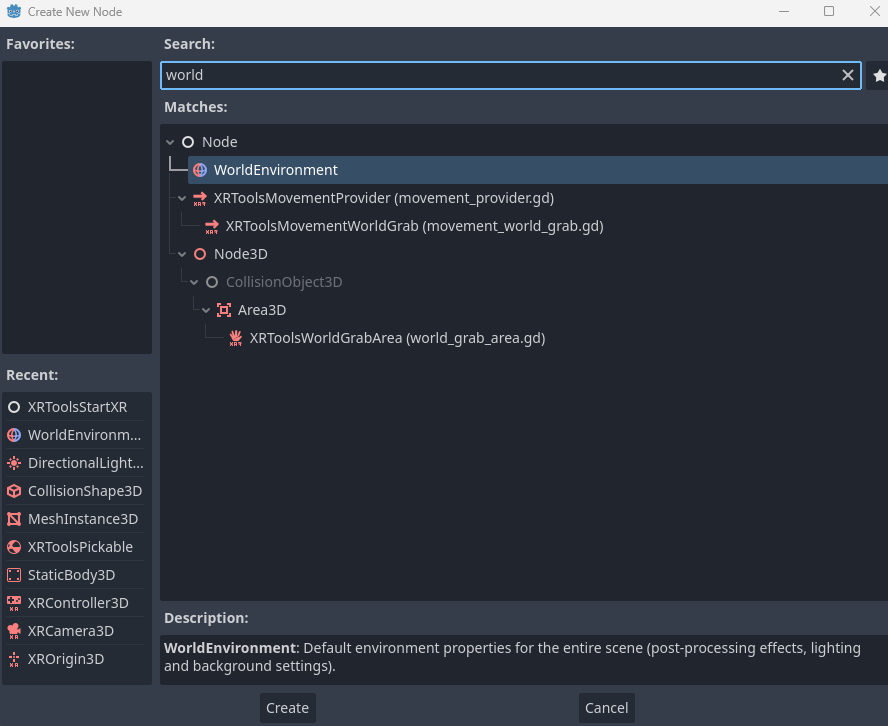 Create New Node
Favorites:
Search:
world
Matches:
Node
WorldEnvironment
XRToolsMovementProvider (movement_provider.gd)
XRToolsMovementWorldGrab (movement_world_grab.gd)
Node3D
CollisionObject3D
Area3D
XRToolsWorldGrabArea (world_grab_area.gd)
Recent:
XRToolsStartXR
WorldEnvironm...
DirectionalLight...
CollisionShape3D
MeshInstance3D
XRToolsPickable
StaticBody3D
XRController3D
XRCamera3D
XROrigin3D
Description:
WorldEnvironment: Default environment properties for the entire scene (post-processing effects, lighting
and background settings).
Create
Cancel